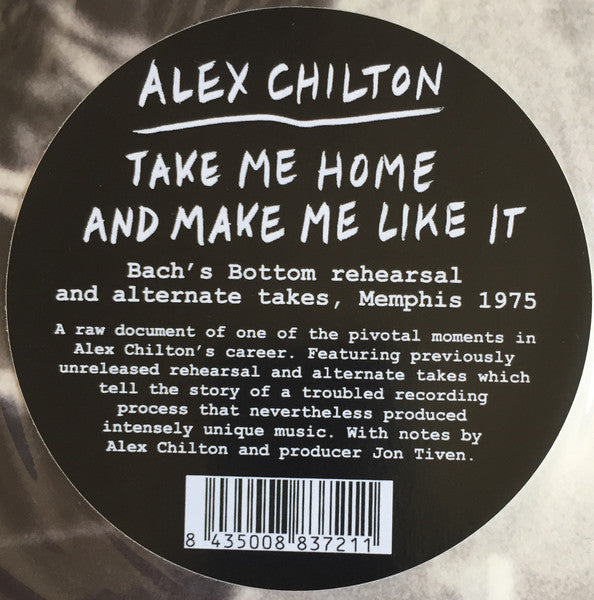 ALEX CHILTON
TAKE ME HOME
AND MAKE ME LIKE IT
Bach's Bottom rehearsal
and alternate takes, Memphis 1975
A raw document of one of the pivotal moments in
Alex Chilton's career. Featuring previously
unreleased rehearsal and alternate takes which
tell the story of a troubled recording
process that nevertheless produced
intensely unique music. With notes by
Alex Chilton and producer Jon Tiven.
8 435008 837211